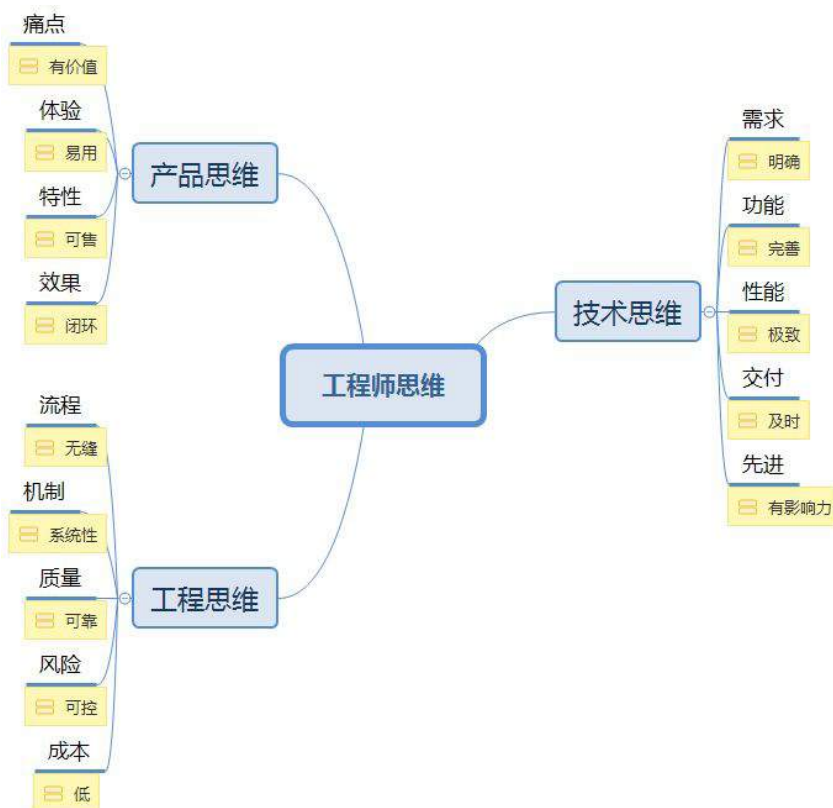 痛点
有价值
体验
易用
特性
可售
效果
闭环
产品思维
流程
无缝
机制
系统性
质量
可靠
风险
可控
成本
低
工程思维
工程师思维
技术思维
需求
明确
功能
完善
性能
极致
交付
及时
先进
有影响力